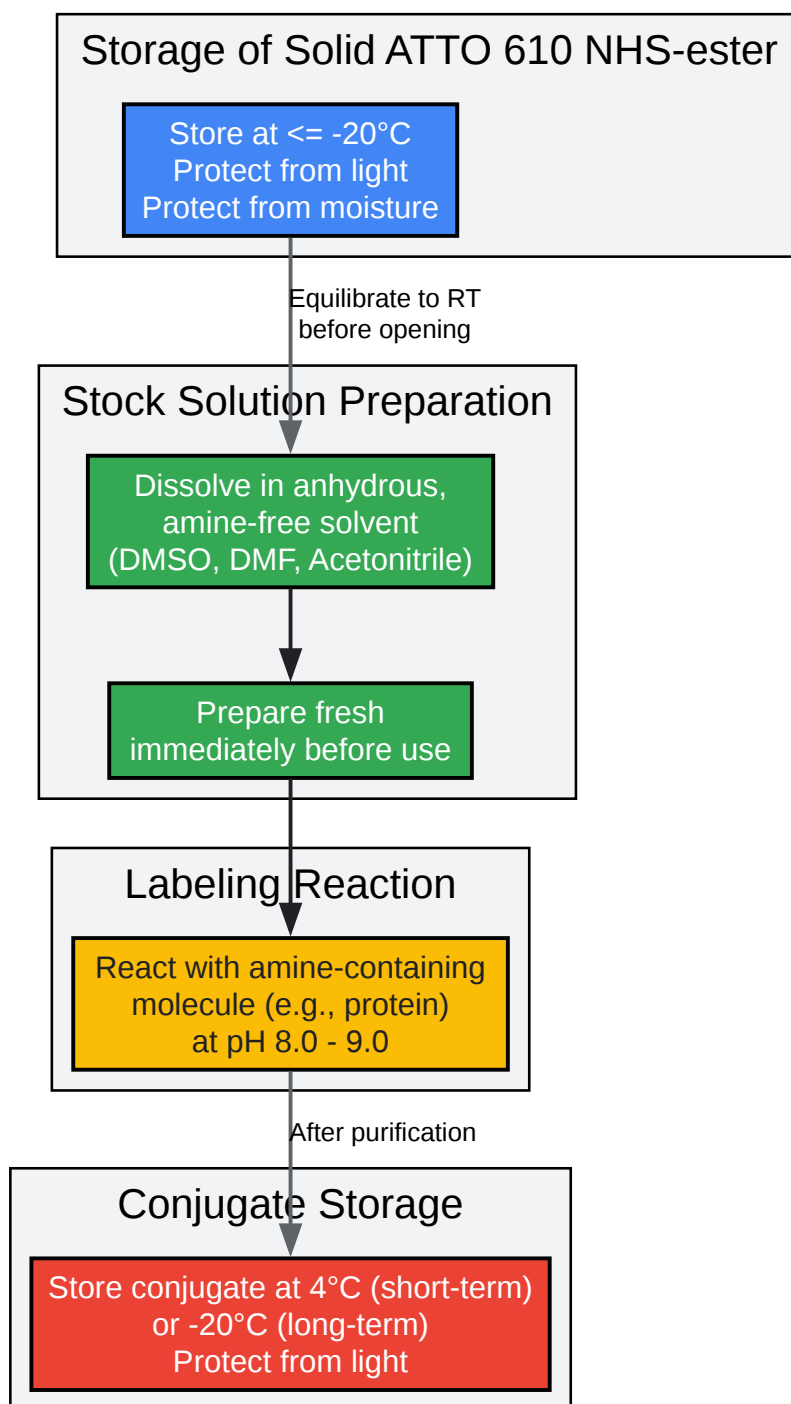 Storage of Solid ATTO 610 NHS-ester
Store at <= -20°C
Protect from light
Protect from moisture
Equilibrate to RT
before opening
Stock Solution Preparation
Dissolve in anhydrous,
amine-free solvent
(DMSO, DMF, Acetonitrile)
Prepare fresh
immediately before use
Labeling Reaction
React with amine-containing
molecule (e.g., protein)
at pH 8.0 - 9.0
After purification
Conjugate Storage
Store conjugate at 4°C (short-term)
or -20°C (long-term)
Protect from light